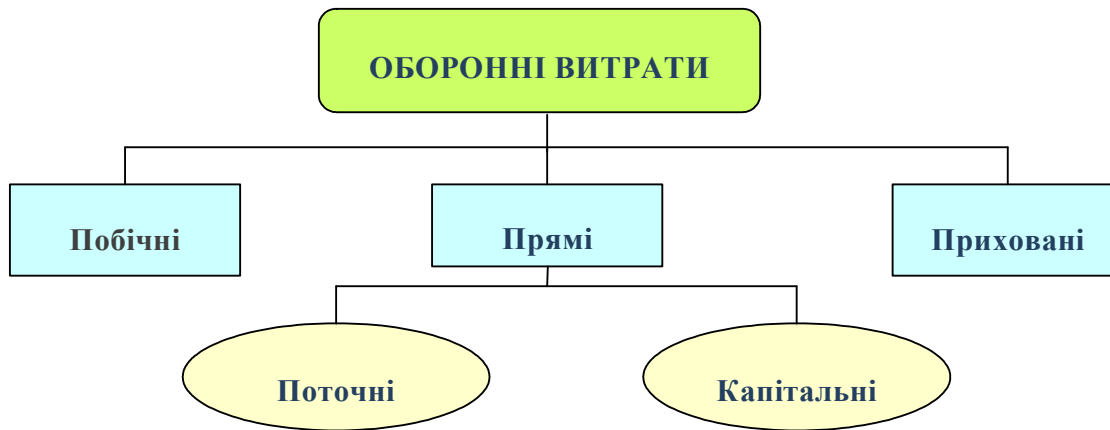 ОБОРОННІ ВИТРАТИ
Побічні
Прямі
Приховані
Поточні
Капітальні